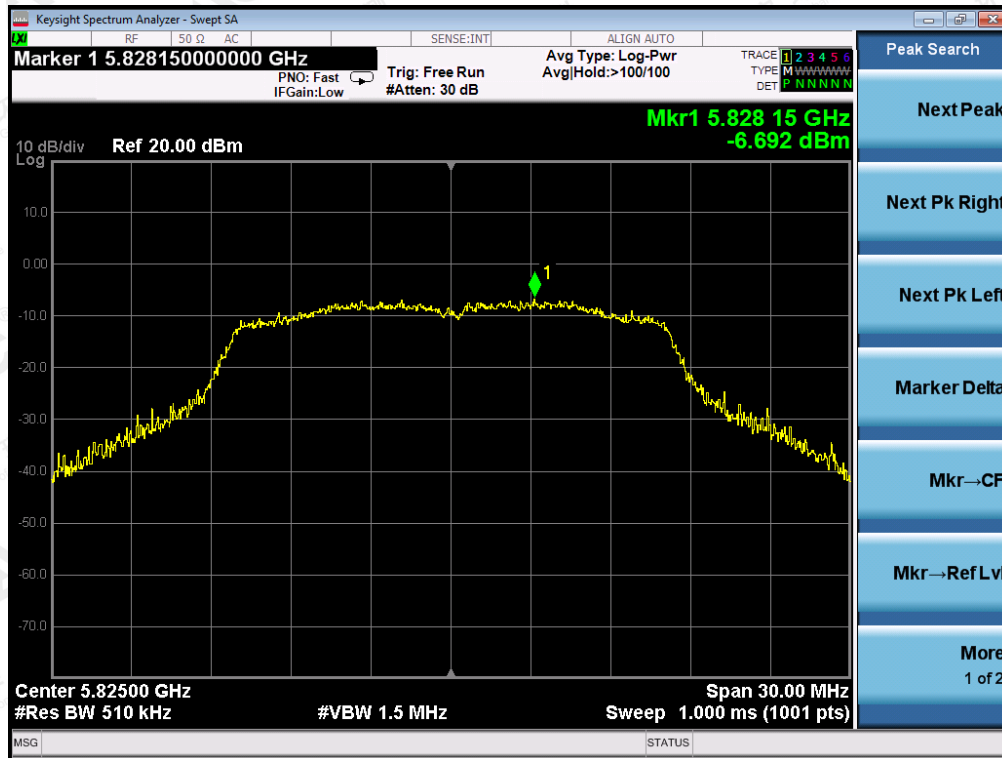 Keysight Spectrum Analyzer - Swept SA
LXI RF 50 Ω AC SENSE:INT ALIGN AUTO
Marker 1 5.828150000000 GHz
PNO: Fast
IFGain:Low
Trig: Free Run
#Atten: 30 dB
Avg Type: Log-Pwr
Avg|Hold:>100/100
TRACE 1 2 3 4 5 6
TYPE M WWWWW
DET P N N N N N
Mkr1 5.828 15 GHz
-6.692 dBm
10 dB/div Ref 20.00 dBm
Log
10.0
0.00
-10.0
-20.0
-30.0
-40.0
-50.0
-60.0
-70.0
1
Center 5.82500 GHz Span 30.00 MHz
#Res BW 510 kHz #VBW 1.5 MHz Sweep 1.000 ms (1001 pts)
MSG STATUS
Peak Search
Next Peak
Next Pk Right
Next Pk Left
Marker Delta
Mkr→CF
Mkr→Ref Lvl
More
1 of 2